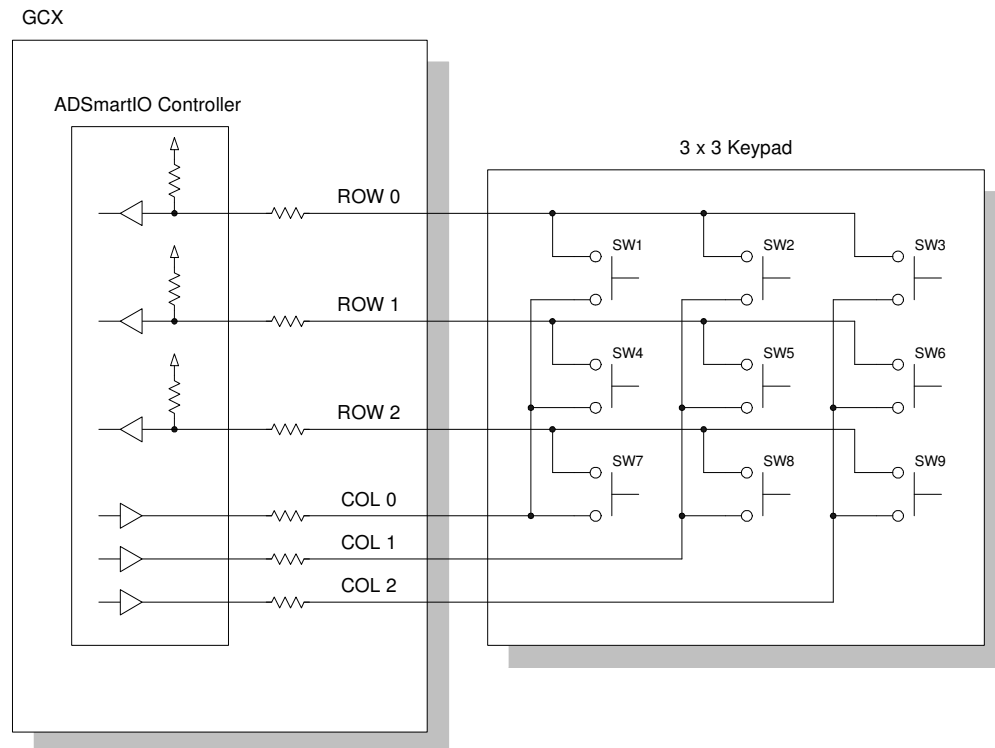 GCX
ADSmartIO Controller
3 x 3 Keypad
ROW 0
SW1
SW2
SW3
ROW 1
SW4
SW5
SW6
ROW 2
SW7
SW8
SW9
COL 0
COL 1
COL 2